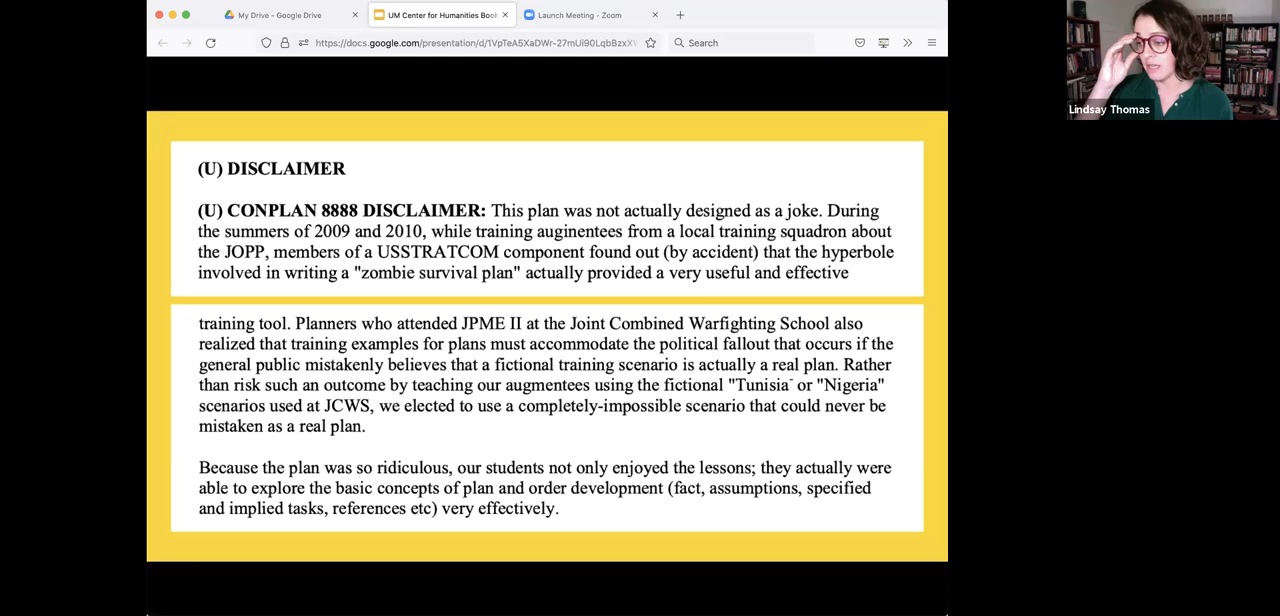 My Drive - Google Drive
UM Center for Humanities Book
Launch Meeting - Zoom
https://docs.google.com/presentation/d/1VpTeA5XaDWr-27mUi90LqbBzxX
Search
Lindsay Thomas
(U) DISCLAIMER
(U) CONPLAN 8888 DISCLAIMER: This plan was not actually designed as a joke. During
the summers of 2009 and 2010, while training auginentees from a local training squadron about
the JOPP, members of a USSTRATCOM component found out (by accident) that the hyperbole
involved in writing a "zombie survival plan" actually provided a very useful and effective
training tool. Planners who attended JPME II at the Joint Combined Warfighting School also
realized that training examples for plans must accommodate the political fallout that occurs if the
general public mistakenly believes that a fictional training scenario is actually a real plan. Rather
than risk such an outcome by teaching our augmentees using the fictional "Tunisia" or "Nigeria"
scenarios used at JCWS, we elected to use a completely-impossible scenario that could never be
mistaken as a real plan.
Because the plan was so ridiculous, our students not only enjoyed the lessons; they actually were
able to explore the basic concepts of plan and order development (fact, assumptions, specified
and implied tasks, references etc) very effectively.